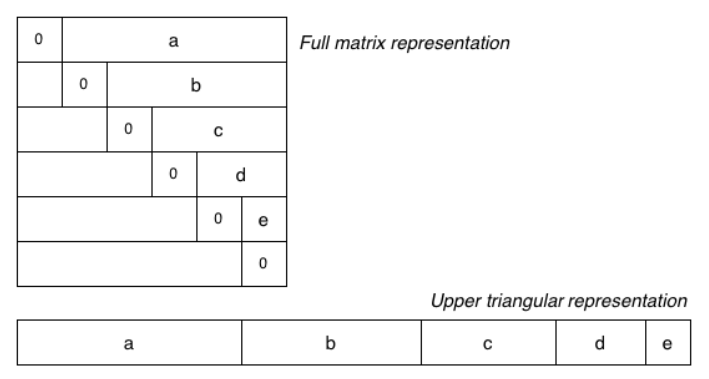 0 a
Full matrix representation
0 b
0 c
0 d
0 e
0
Upper triangular representation
a b c d e